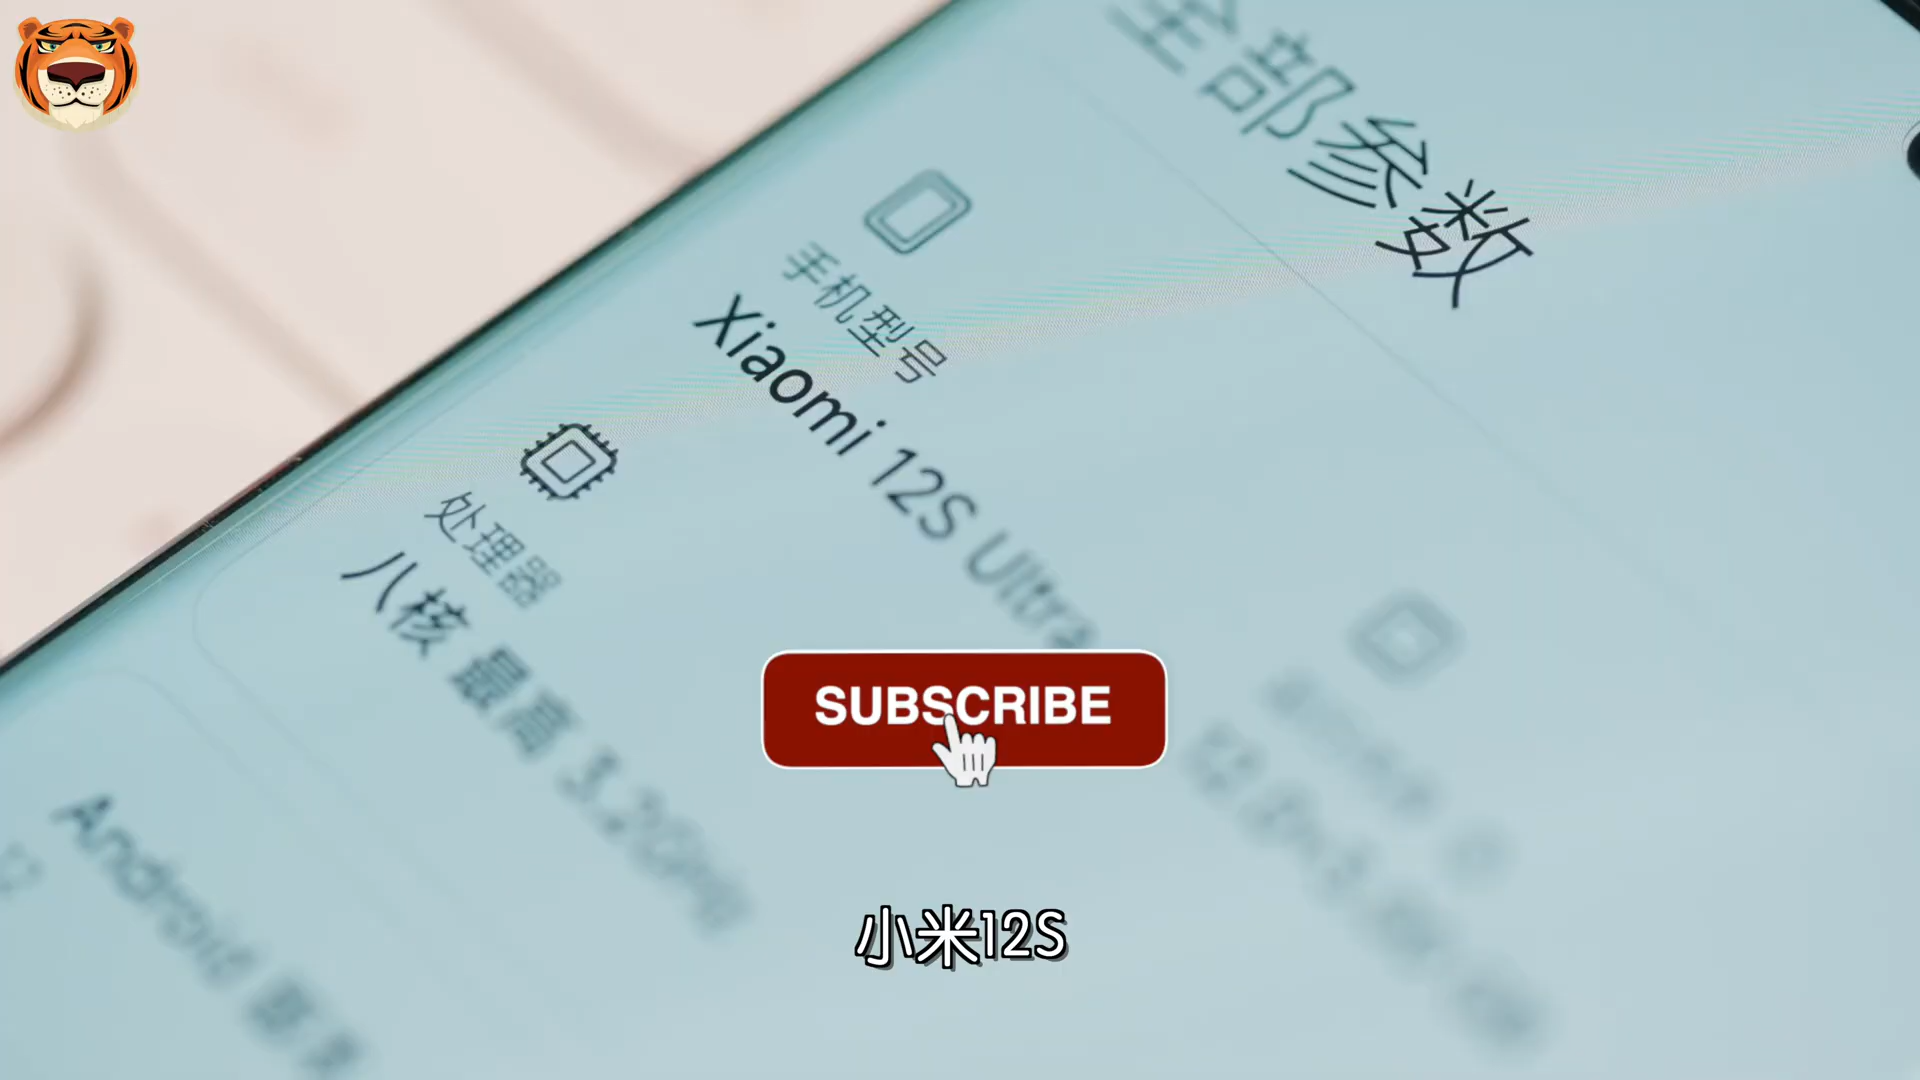 全部参数
手机型号
Xiaomi 12S Ultra
处理器
八核 最高 3.2GHz
Android
SUBSCRIBE
小米12S